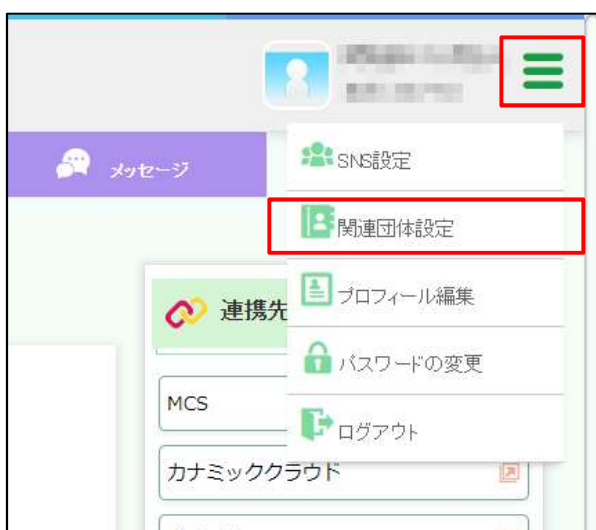 メッセージ
SNS設定
関連団体設定
プロフィール編集
パスワードの変更
ログアウト
連携先
MCS
カナミッククラウド